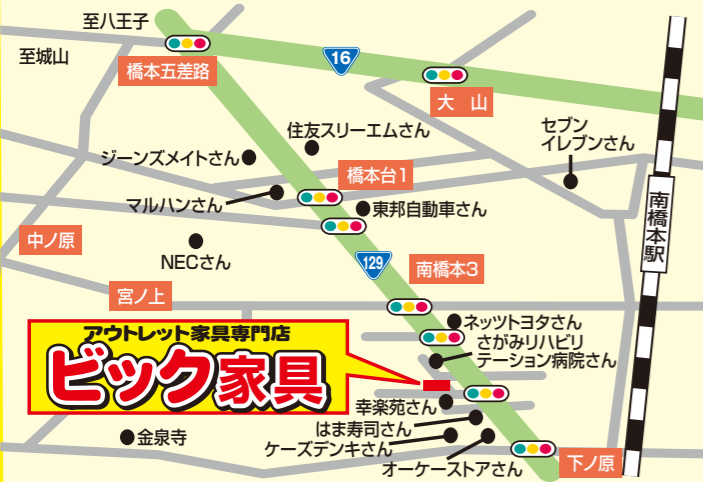 至八王子
至城山
橋本五差路
16
大 山
セブン
イレブンさん
住友スリーエムさん
ジーンズメイトさん
橋本台1
マルハンさん
東邦自動車さん
南橋本駅
中ノ原
NECさん
129
南橋本3
宮ノ上
ネッツトヨタさん
さがみリハビリ
テーション病院さん
アウトレット家具専門店
ビック家具
幸楽苑さん
はま寿司さん
金泉寺
ケーズデンキさん
オーケーストアさん
下ノ原